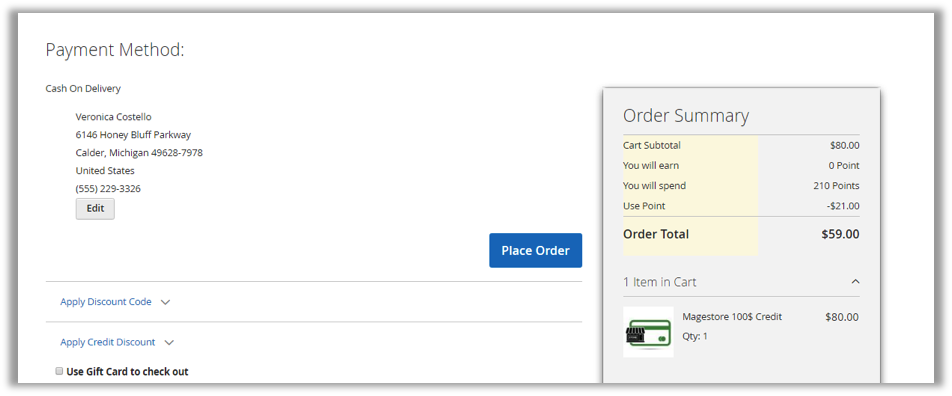 Payment Method:
Cash On Delivery
Veronica Costello
6146 Honey Bluff Parkway
Calder, Michigan 49628-7978
United States
(555) 229-3326
Edit
Place Order
Apply Discount Code
Apply Credit Discount
Use Gift Card to check out
Order Summary
Cart Subtotal $80.00
You will earn 0 Point
You will spend 210 Points
Use Point -$21.00
Order Total $59.00
1 Item in Cart
Magestore 100$ Credit $80.00
Qty: 1